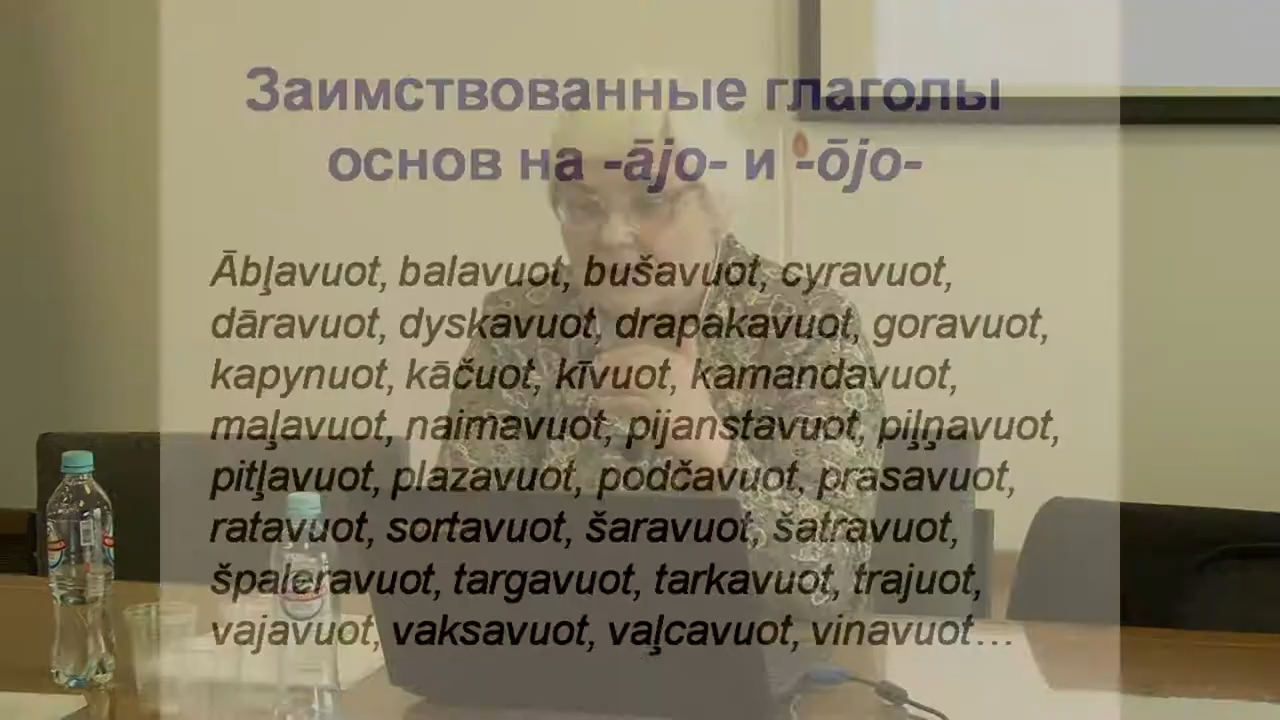 Заимствованные глаголы
основ на -ājo- и -ōjo-
Ābļavuot, balavuot, bušavuot, cyravuot,
dāravuot, dyskavuot, drapakavuot, goravuot,
kapynuot, kāčuot, kīvuot, kamandavuot,
maļavuot, naimavuot, pijanstavuot, piļņavuot,
pitļavuot, plazavuot, podčavuot, prasavuot,
ratavuot, sortavuot, šaravuot, šatravuot,
špaleravuot, targavuot, tarkavuot, trajuot,
vajavuot, vaksavuot, vaļcavuot, vinavuot…